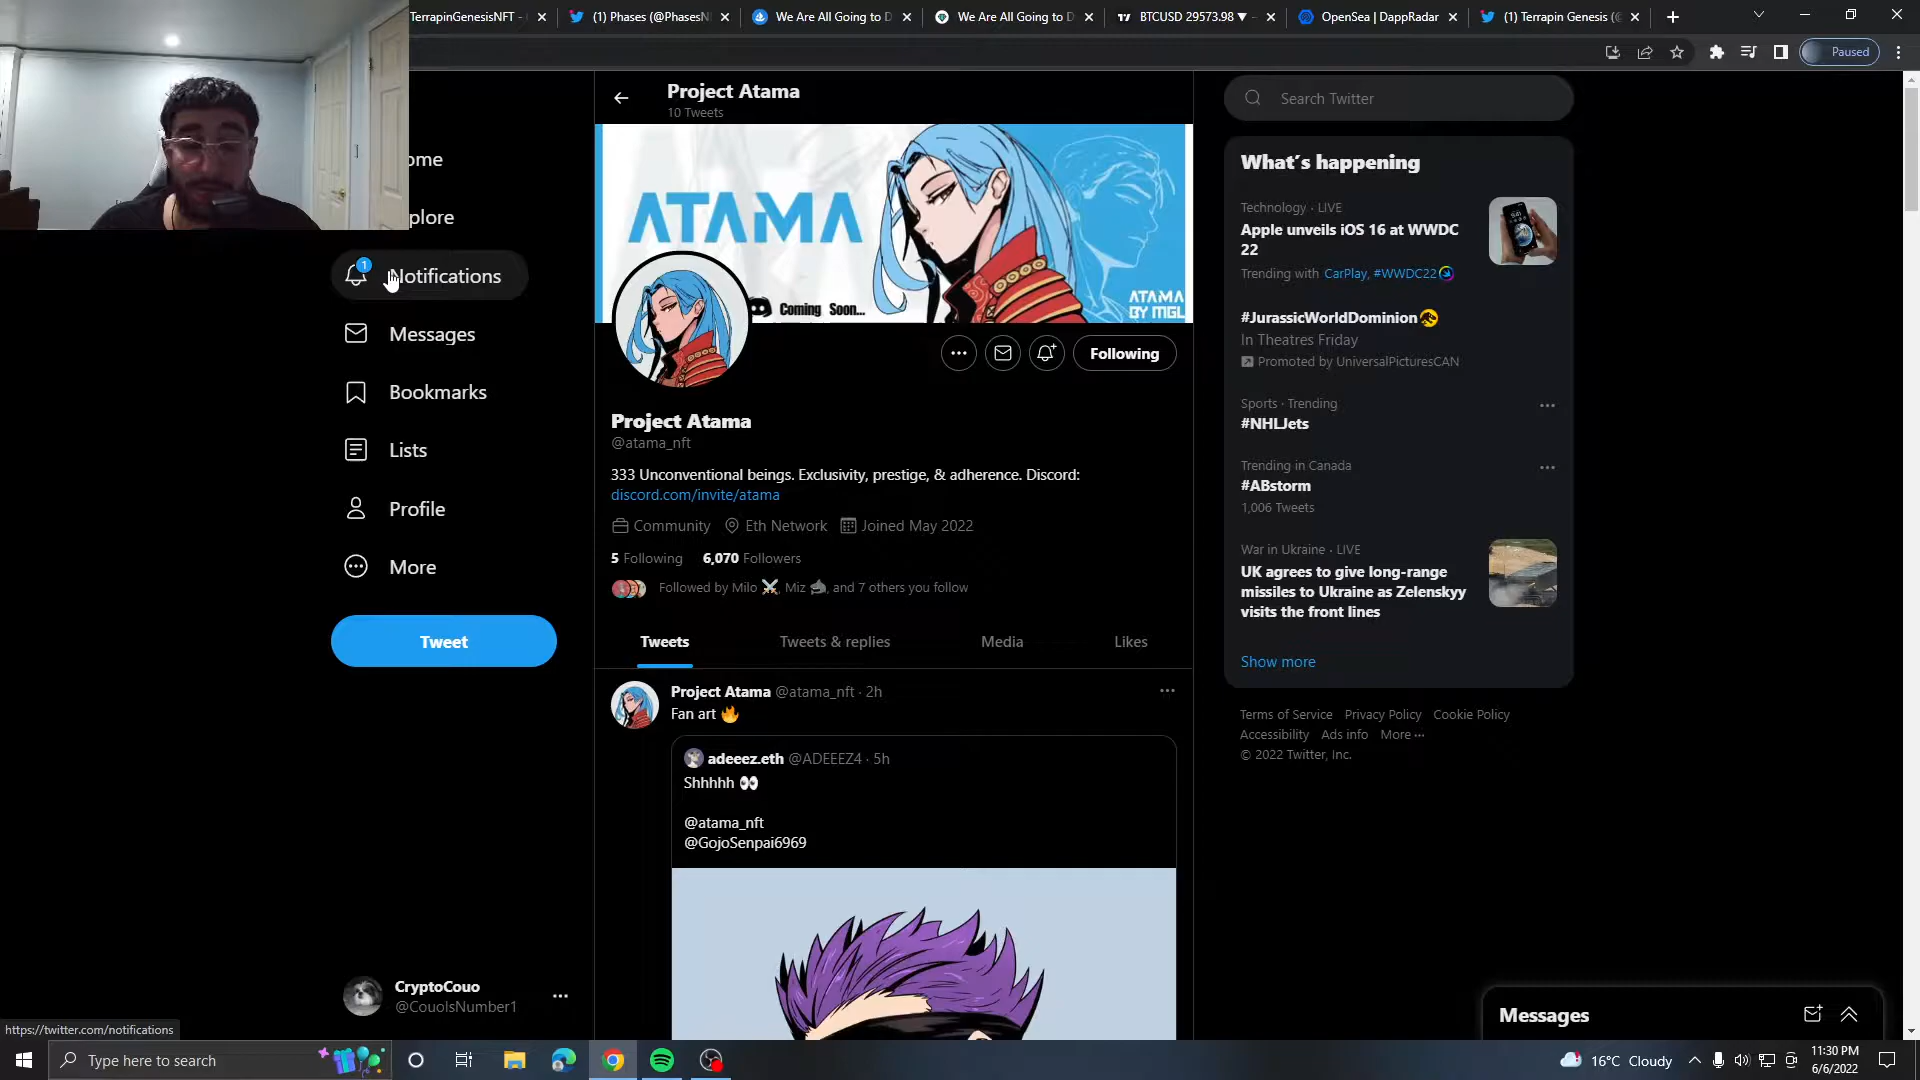 TerrapinGenesisNFT -
(1) Phases (@PhasesN
We Are All Going to D
We Are All Going to D
BTCUSD 29573.98 ▼
OpenSea | DappRadar
(1) Terrapin Genesis (@
Paused
ome
plore
1
Notifications
Messages
Bookmarks
Lists
Profile
More
Tweet
CryptoCouo
@CouoIsNumber1
https://twitter.com/notifications
Project Atama
10 Tweets
ATAMA
Coming Soon...
ATAMA
BY MGL
Following
Project Atama
@atama_nft
333 Unconventional beings. Exclusivity, prestige, & adherence. Discord:
discord.com/invite/atama
Community Eth Network Joined May 2022
5 Following 6,070 Followers
Followed by Milo ⚔, Miz, and 7 others you follow
Tweets Tweets & replies Media Likes
Project Atama @atama_nft · 2h
Fan art 🔥
adeeez.eth @ADEEEZ4 · 5h
Shhhhh 👀
@atama_nft
@GojoSenpai6969
Search Twitter
What's happening
Technology · LIVE
Apple unveils iOS 16 at WWDC
22
Trending with CarPlay, #WWDC22
#JurassicWorldDominion
In Theatres Friday
Promoted by UniversalPicturesCAN
Sports · Trending
#NHLJets
Trending in Canada
#ABstorm
1,006 Tweets
War in Ukraine · LIVE
UK agrees to give long-range
missiles to Ukraine as Zelenskyy
visits the front lines
Show more
Terms of Service Privacy Policy Cookie Policy
Accessibility Ads info More ···
© 2022 Twitter, Inc.
Messages
Type here to search
16°C Cloudy
11:30 PM
6/6/2022